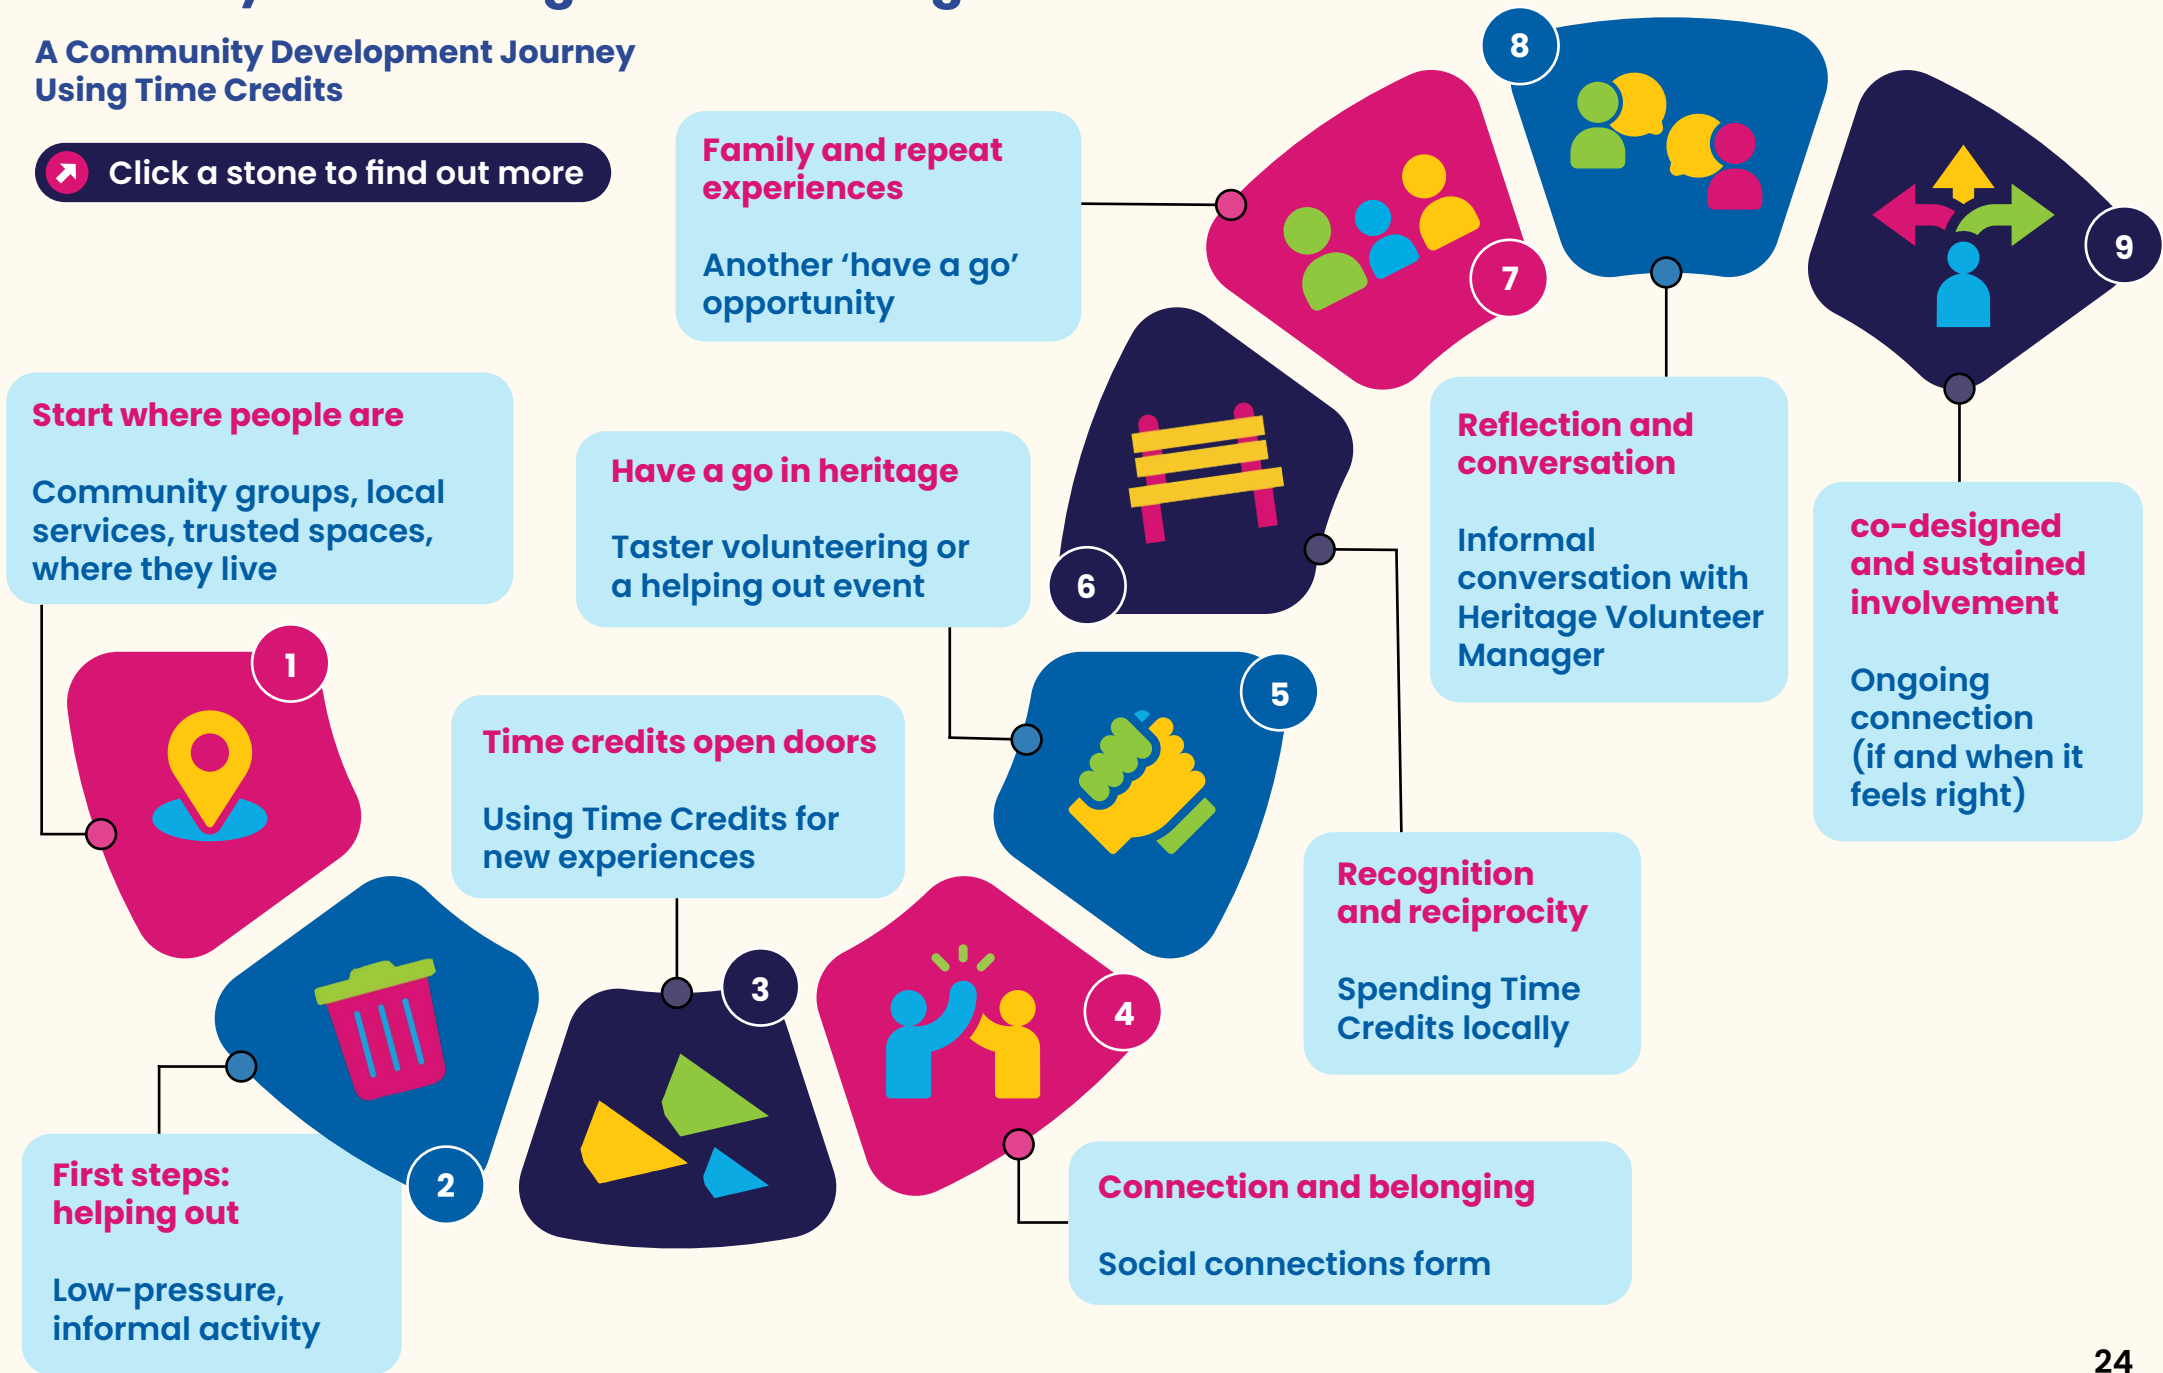 A Community Development Journey
Using Time Credits
Click a stone to find out more
1
Start where people are
Community groups, local
services, trusted spaces,
where they live
2
First steps:
helping out
Low-pressure,
informal activity
3
Time credits open doors
Using Time Credits for
new experiences
4
Connection and belonging
Social connections form
5
Have a go in heritage
Taster volunteering or
a helping out event
6
Recognition
and reciprocity
Spending Time
Credits locally
7
Family and repeat
experiences
Another ‘have a go’
opportunity
8
Reflection and
conversation
Informal
conversation with
Heritage Volunteer
Manager
9
co-designed
and sustained
involvement
Ongoing
connection
(if and when it
feels right)
24